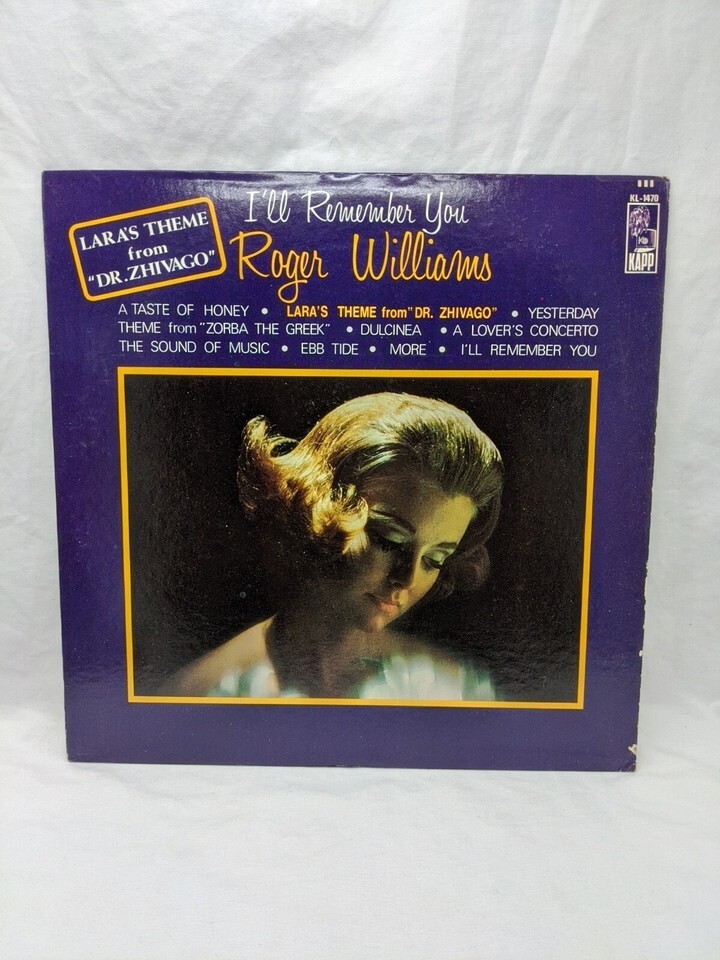 I'll Remember You
Roger Williams
LARA'S THEME
from
"DR. ZHIVAGO"
KL-1470
KAPP
A TASTE OF HONEY • LARA'S THEME from "DR. ZHIVAGO" • YESTERDAY
THEME from "ZORBA THE GREEK" • DULCINEA • A LOVER'S CONCERTO
THE SOUND OF MUSIC • EBB TIDE • MORE • I'LL REMEMBER YOU